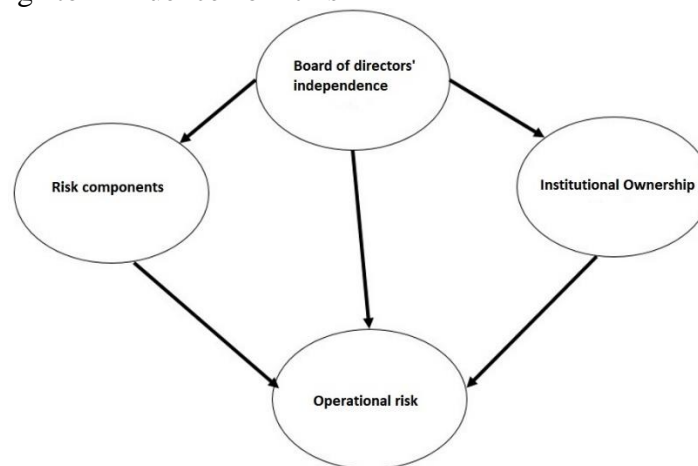 Board of directors'
independence
Risk components
Institutional Ownership
Operational risk